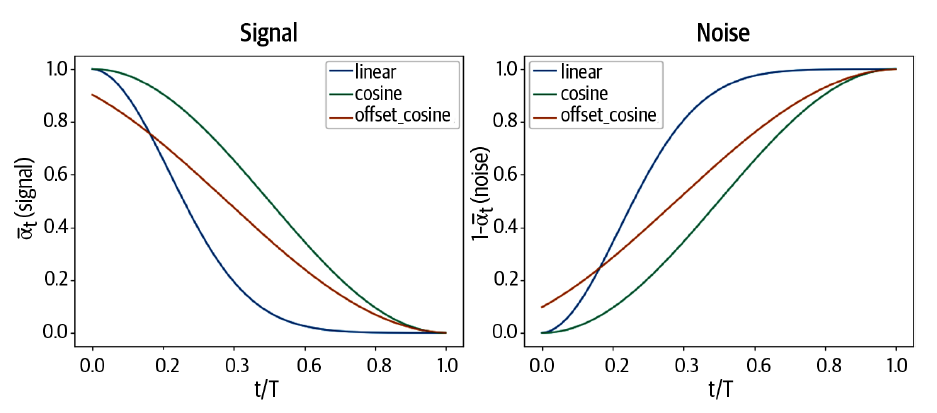 Signal
Noise
linear
cosine
offset_cosine
ᾱt (signal)
1.0
0.8
0.6
0.4
0.2
0.0
0.0 0.2 0.3 0.6 0.8 1.0
t/T
linear
cosine
offset_cosine
1-ᾱt (noise)
1.0
0.8
0.6
0.4
0.2
0.0
0.0 0.2 0.3 0.6 0.8 1.0
t/T